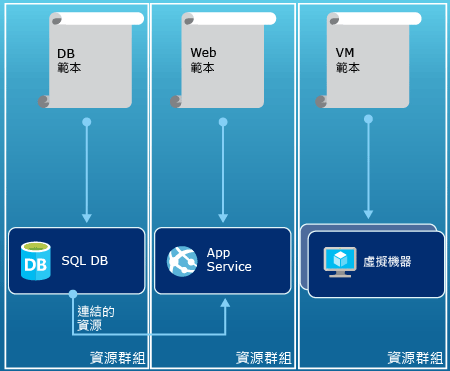 DB
範本
Web
範本
VM
範本
DB
SQL DB
App
Service
虛擬機器
連結的
資源
資源群組
資源群組
資源群組